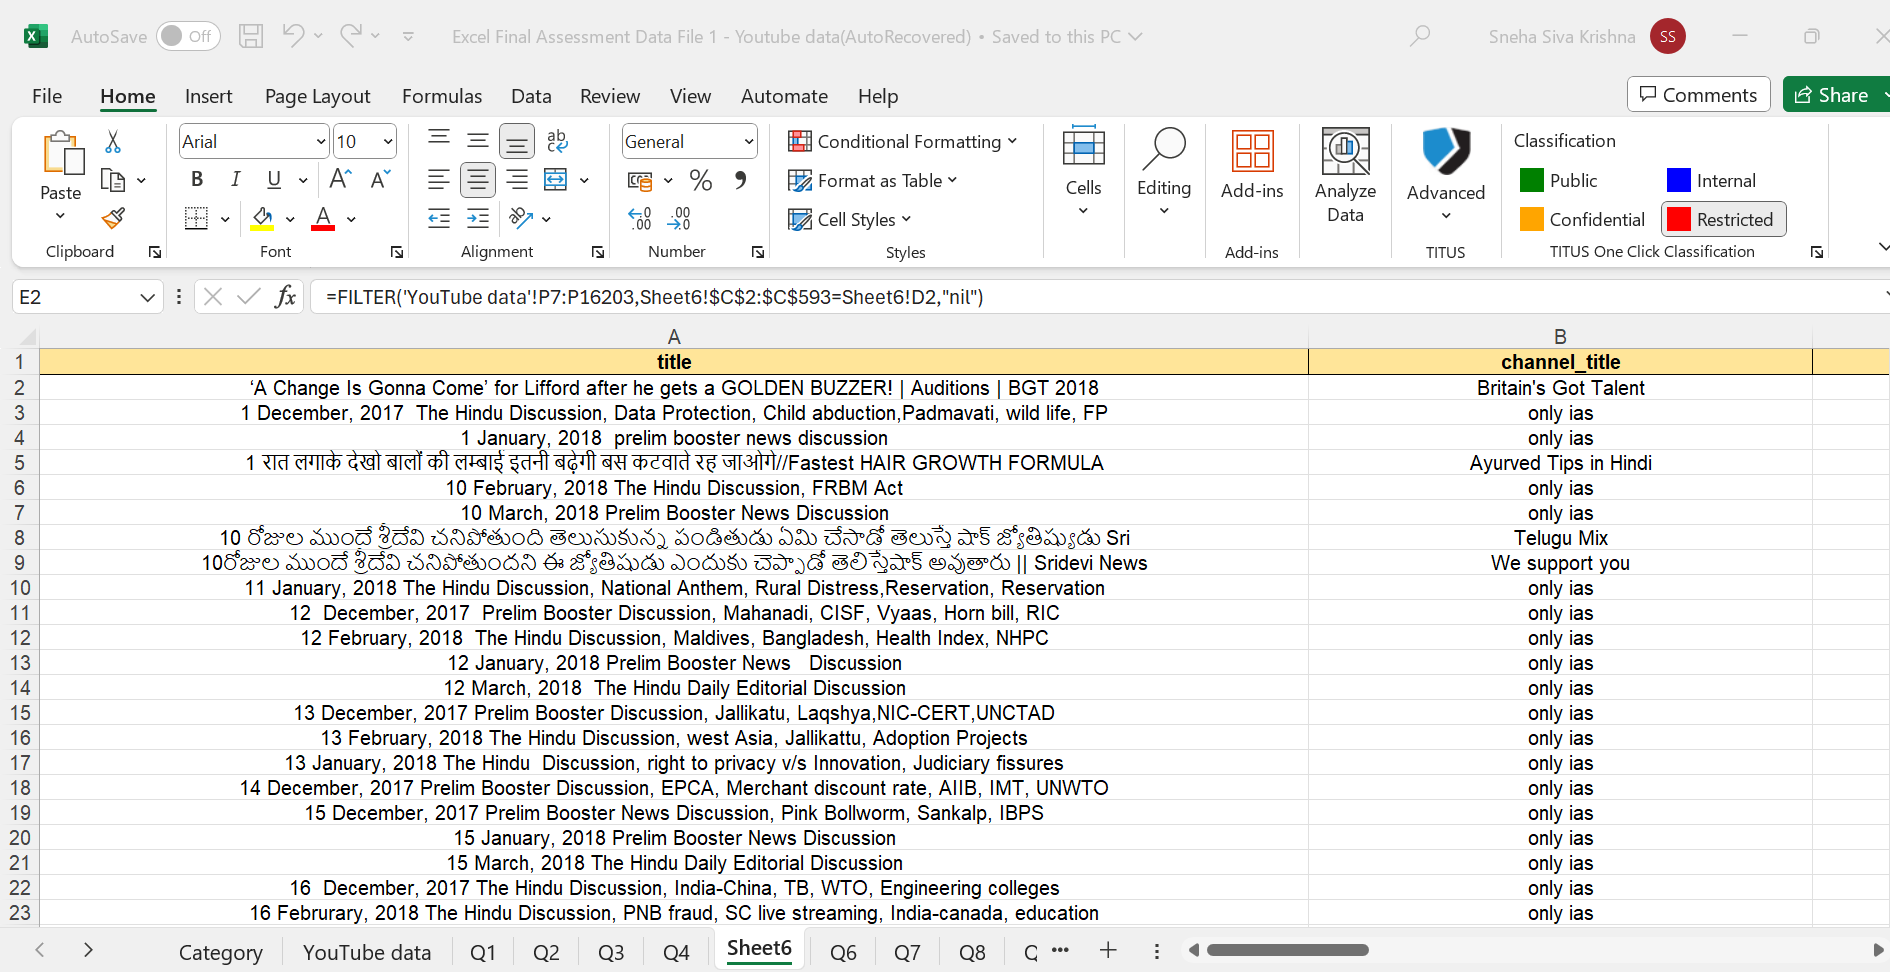 AutoSave Off Excel Final Assessment Data File 1 - Youtube data(AutoRecovered) • Saved to this PC Sneha Siva Krishna SS
File Home Insert Page Layout Formulas Data Review View Automate Help Comments Share
Paste
Clipboard
Arial 10
B I U A A
A
Font
ab c
Alignment
General
% ,
0 .00 .00 0
Number
Conditional Formatting
Format as Table
Cell Styles
Styles
Cells
Editing
Add-ins
Add-ins
Analyze
Data
Advanced
TITUS
Classification
Public Internal
Confidential Restricted
TITUS One Click Classification
E2 fx =FILTER('YouTube data'!P7:P16203,Sheet6!$C$2:$C$593=Sheet6!D2,"nil")
A B
1 title channel_title
2 ‘A Change Is Gonna Come’ for Lifford after he gets a GOLDEN BUZZER! | Auditions | BGT 2018 Britain's Got Talent
3 1 December, 2017  The Hindu Discussion, Data Protection, Child abduction,Padmavati, wild life, FP only ias
4 1 January, 2018  prelim booster news discussion only ias
5 1 रात लगाके देखो बालों की लम्बाई इतनी बढ़ेगी बस कटवाते रह जाओगे//Fastest HAIR GROWTH FORMULA Ayurved Tips in Hindi
6 10 February, 2018 The Hindu Discussion, FRBM Act only ias
7 10 March, 2018 Prelim Booster News Discussion only ias
8 10 రోజుల ముందే శ్రీదేవి చనిపోతుంది తెలుసుకున్న పండితుడు ఏమి చేసాడో తెలుస్తే షాక్ జ్యోతిష్యుడు Sri Telugu Mix
9 10రోజుల ముందే శ్రీదేవి చనిపోతుందని ఈ జ్యోతిషుడు ఎందుకు చెప్పాడో తెలిస్తేషాక్ అవుతారు || Sridevi News We support you
10 11 January, 2018 The Hindu Discussion, National Anthem, Rural Distress,Reservation, Reservation only ias
11 12  December, 2017  Prelim Booster Discussion, Mahanadi, CISF, Vyaas, Horn bill, RIC only ias
12 12 February, 2018  The Hindu Discussion, Maldives, Bangladesh, Health Index, NHPC only ias
13 12 January, 2018 Prelim Booster News   Discussion only ias
14 12 March, 2018  The Hindu Daily Editorial Discussion only ias
15 13 December, 2017 Prelim Booster Discussion, Jallikatu, Laqshya,NIC-CERT,UNCTAD only ias
16 13 February, 2018 The Hindu Discussion, west Asia, Jallikattu, Adoption Projects only ias
17 13 January, 2018 The Hindu  Discussion, right to privacy v/s Innovation, Judiciary fissures only ias
18 14 December, 2017 Prelim Booster Discussion, EPCA, Merchant discount rate, AIIB, IMT, UNWTO only ias
19 15 December, 2017 Prelim Booster News Discussion, Pink Bollworm, Sankalp, IBPS only ias
20 15 January, 2018 Prelim Booster News Discussion only ias
21 15 March, 2018 The Hindu Daily Editorial Discussion only ias
22 16  December, 2017 The Hindu Discussion, India-China, TB, WTO, Engineering colleges only ias
23 16 Februrary, 2018 The Hindu Discussion, PNB fraud, SC live streaming, India-canada, education only ias
Category YouTube data Q1 Q2 Q3 Q4 Sheet6 Q6 Q7 Q8